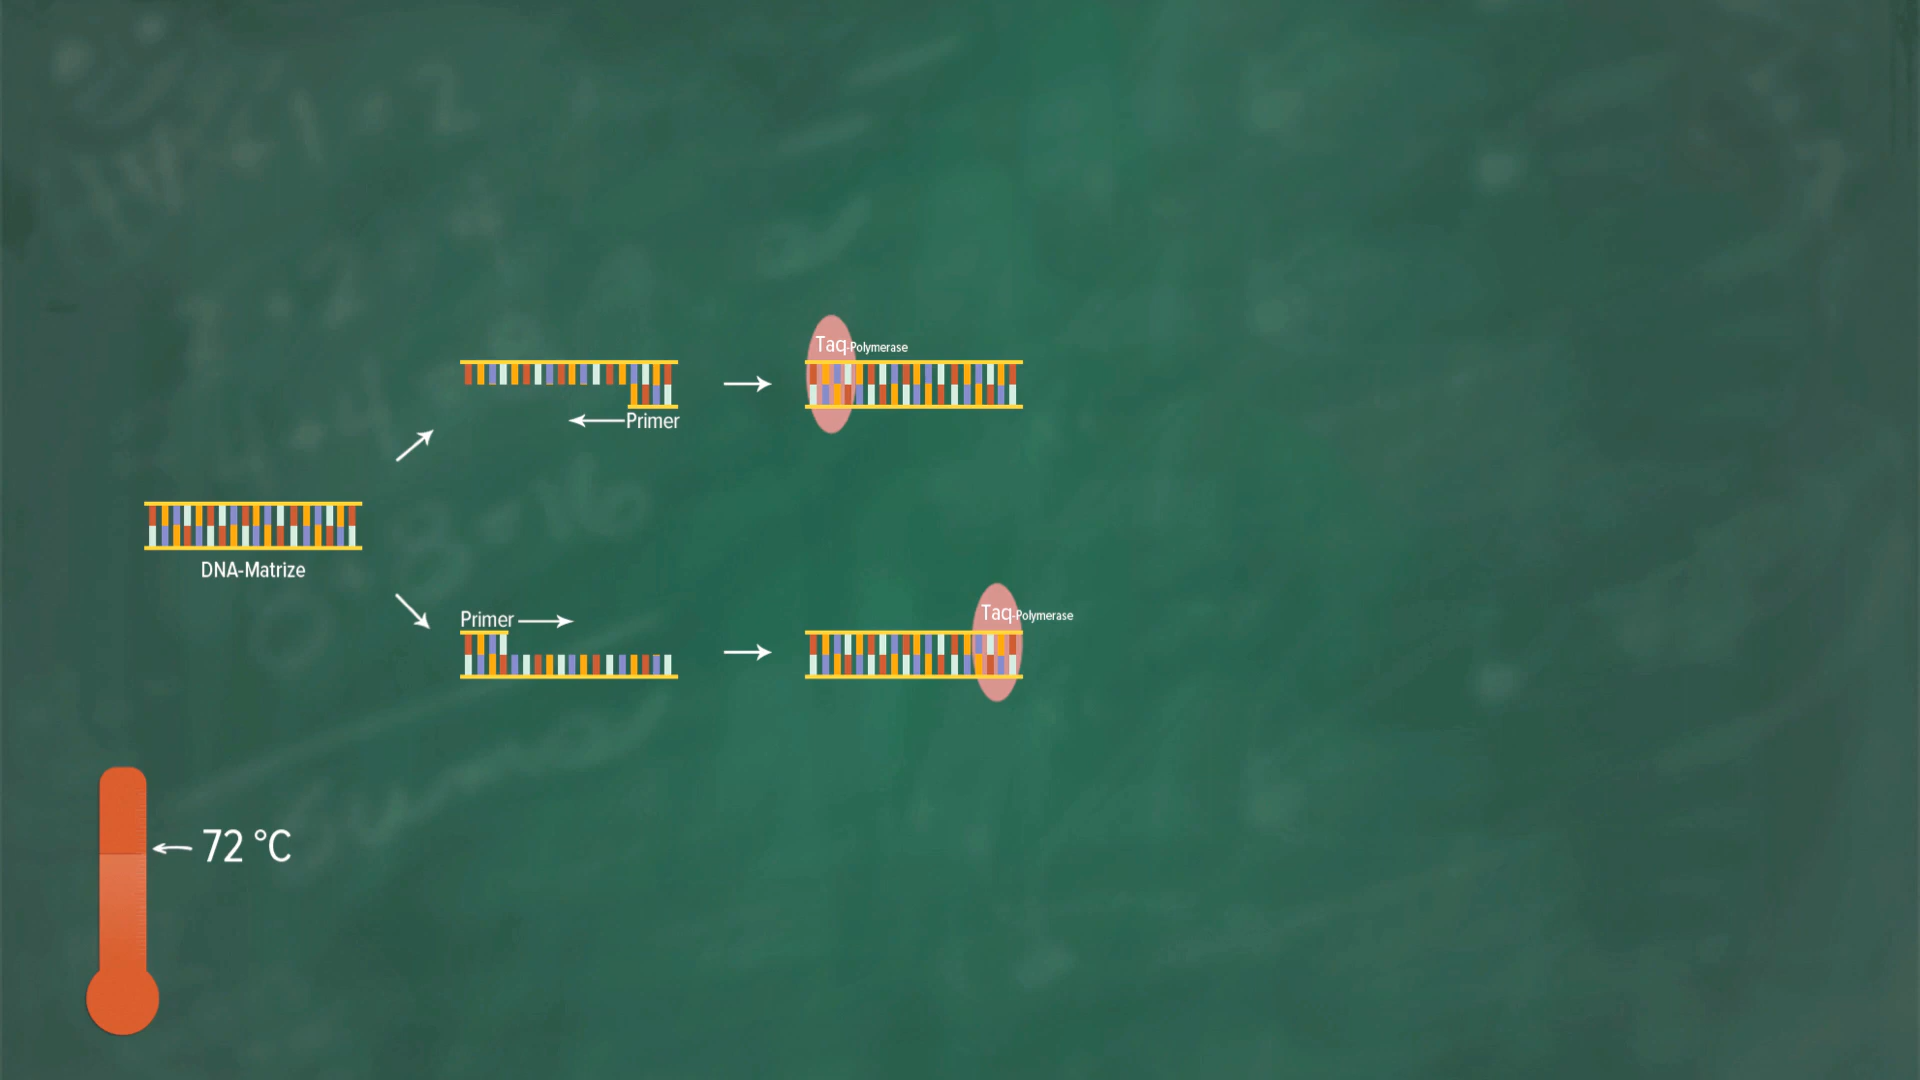 Taq-Polymerase
Primer
DNA-Matrize
Primer
Taq-Polymerase
72 °C